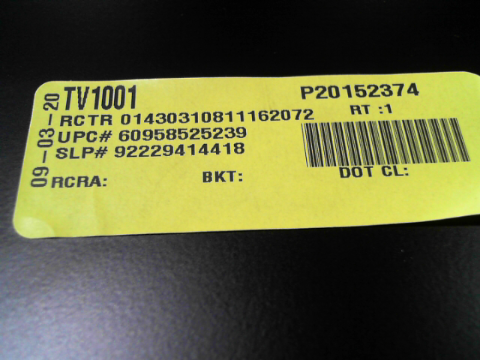 09-03-20
TV1001
P20152374
RCTR 01430310811162072
RT :1
UPC# 60958525239
SLP# 92229414418
RCRA:
BKT:
DOT CL: